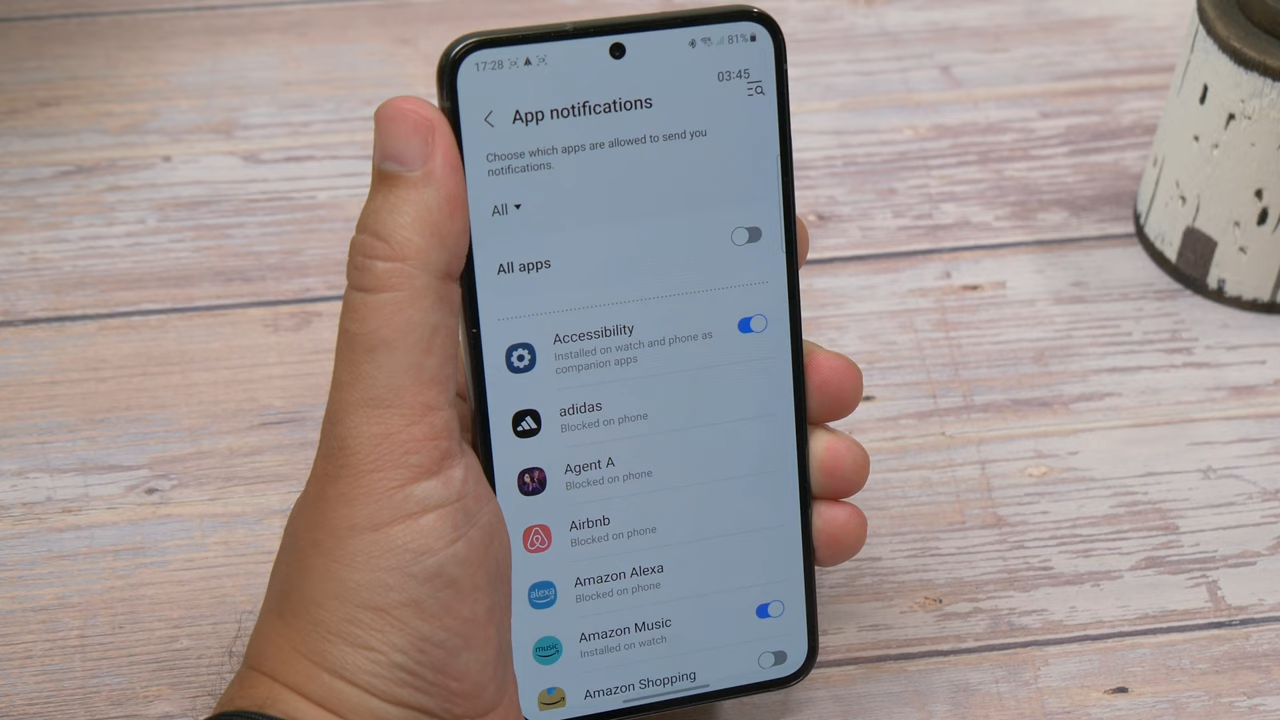 17:28
81%
03:45
App notifications
Choose which apps are allowed to send you
notifications.
All
All apps
Accessibility
Installed on watch and phone as
companion apps
adidas
Blocked on phone
Agent A
Blocked on phone
Airbnb
Blocked on phone
alexa
Amazon Alexa
Blocked on phone
music
Amazon Music
Installed on watch
Amazon Shopping